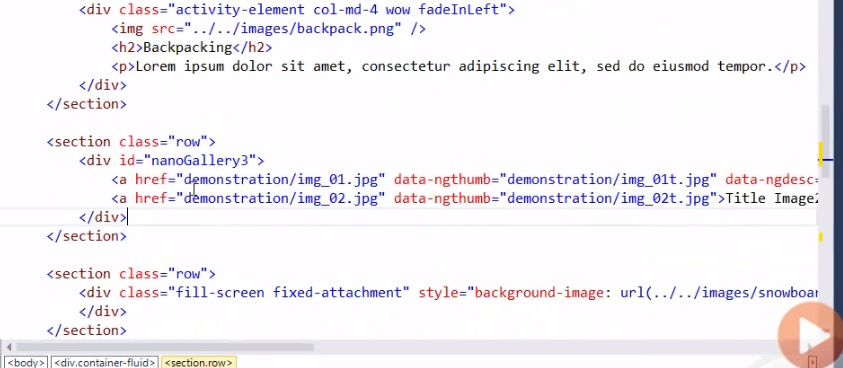 <div class="activity-element col-md-4 wow fadeInLeft">
<img src="../../images/backpack.png" />
<h2>Backpacking</h2>
<p>Lorem ipsum dolor sit amet, consectetur adipiscing elit, sed do eiusmod tempor.</p>
</div>
</section>
<section class="row">
<div id="nanoGallery3">
<a href="demonstration/img_01.jpg" data-ngthumb="demonstration/img_01t.jpg" data-ngdesc=
<a href="demonstration/img_02.jpg" data-ngthumb="demonstration/img_02t.jpg">Title Image2
</div>
</section>
<section class="row">
<div class="fill-screen fixed-attachment" style="background-image: url(../../images/snowboar
</div>
</section>
<body> <div.container-fluid> <section.row>